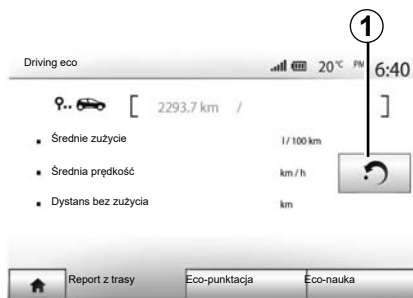 1
Driving eco 20°C PM 6:40
[ 2293.7 km / ]
Średnie zużycie l/100 km
Średnia prędkość km/h
Dystans bez zużycia km
Report z trasy Eco-punktacja Eco-nauka